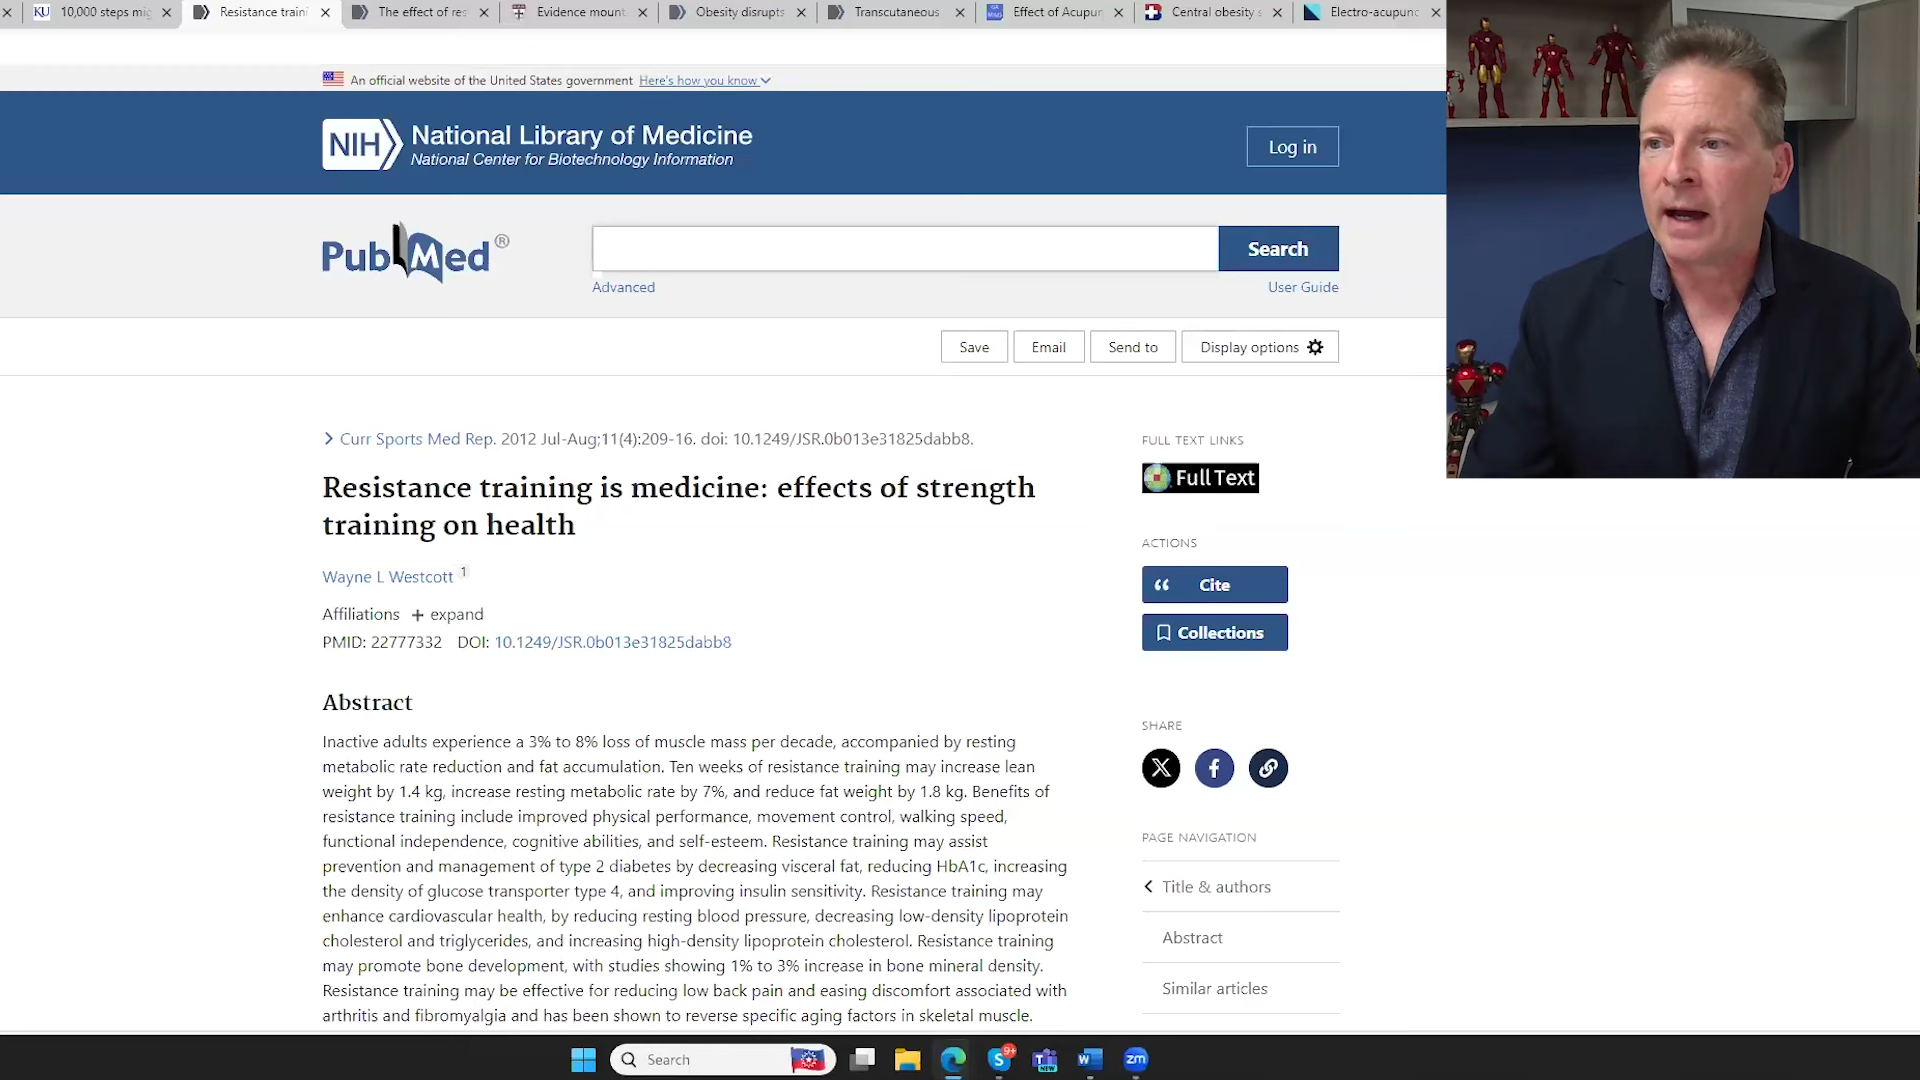 KU 10,000 steps mig
Resistance traini
The effect of res
Evidence mount
Obesity disrupts
Transcutaneous
Effect of Acupun
Central obesity s
Electro-acupunc
An official website of the United States government Here's how you know
NIH National Library of Medicine
National Center for Biotechnology Information
Log in
PubMed®
Search
Advanced
User Guide
Save
Email
Send to
Display options
Curr Sports Med Rep. 2012 Jul-Aug;11(4):209-16. doi: 10.1249/JSR.0b013e31825dabb8.
Resistance training is medicine: effects of strength
training on health
Wayne L Westcott 1
Affiliations + expand
PMID: 22777332 DOI: 10.1249/JSR.0b013e31825dabb8
Abstract
Inactive adults experience a 3% to 8% loss of muscle mass per decade, accompanied by resting
metabolic rate reduction and fat accumulation. Ten weeks of resistance training may increase lean
weight by 1.4 kg, increase resting metabolic rate by 7%, and reduce fat weight by 1.8 kg. Benefits of
resistance training include improved physical performance, movement control, walking speed,
functional independence, cognitive abilities, and self-esteem. Resistance training may assist
prevention and management of type 2 diabetes by decreasing visceral fat, reducing HbA1c, increasing
the density of glucose transporter type 4, and improving insulin sensitivity. Resistance training may
enhance cardiovascular health, by reducing resting blood pressure, decreasing low-density lipoprotein
cholesterol and triglycerides, and increasing high-density lipoprotein cholesterol. Resistance training
may promote bone development, with studies showing 1% to 3% increase in bone mineral density.
Resistance training may be effective for reducing low back pain and easing discomfort associated with
arthritis and fibromyalgia and has been shown to reverse specific aging factors in skeletal muscle.
FULL TEXT LINKS
Full Text
ACTIONS
Cite
Collections
SHARE
PAGE NAVIGATION
Title & authors
Abstract
Similar articles
Search
9+
NEW
zm